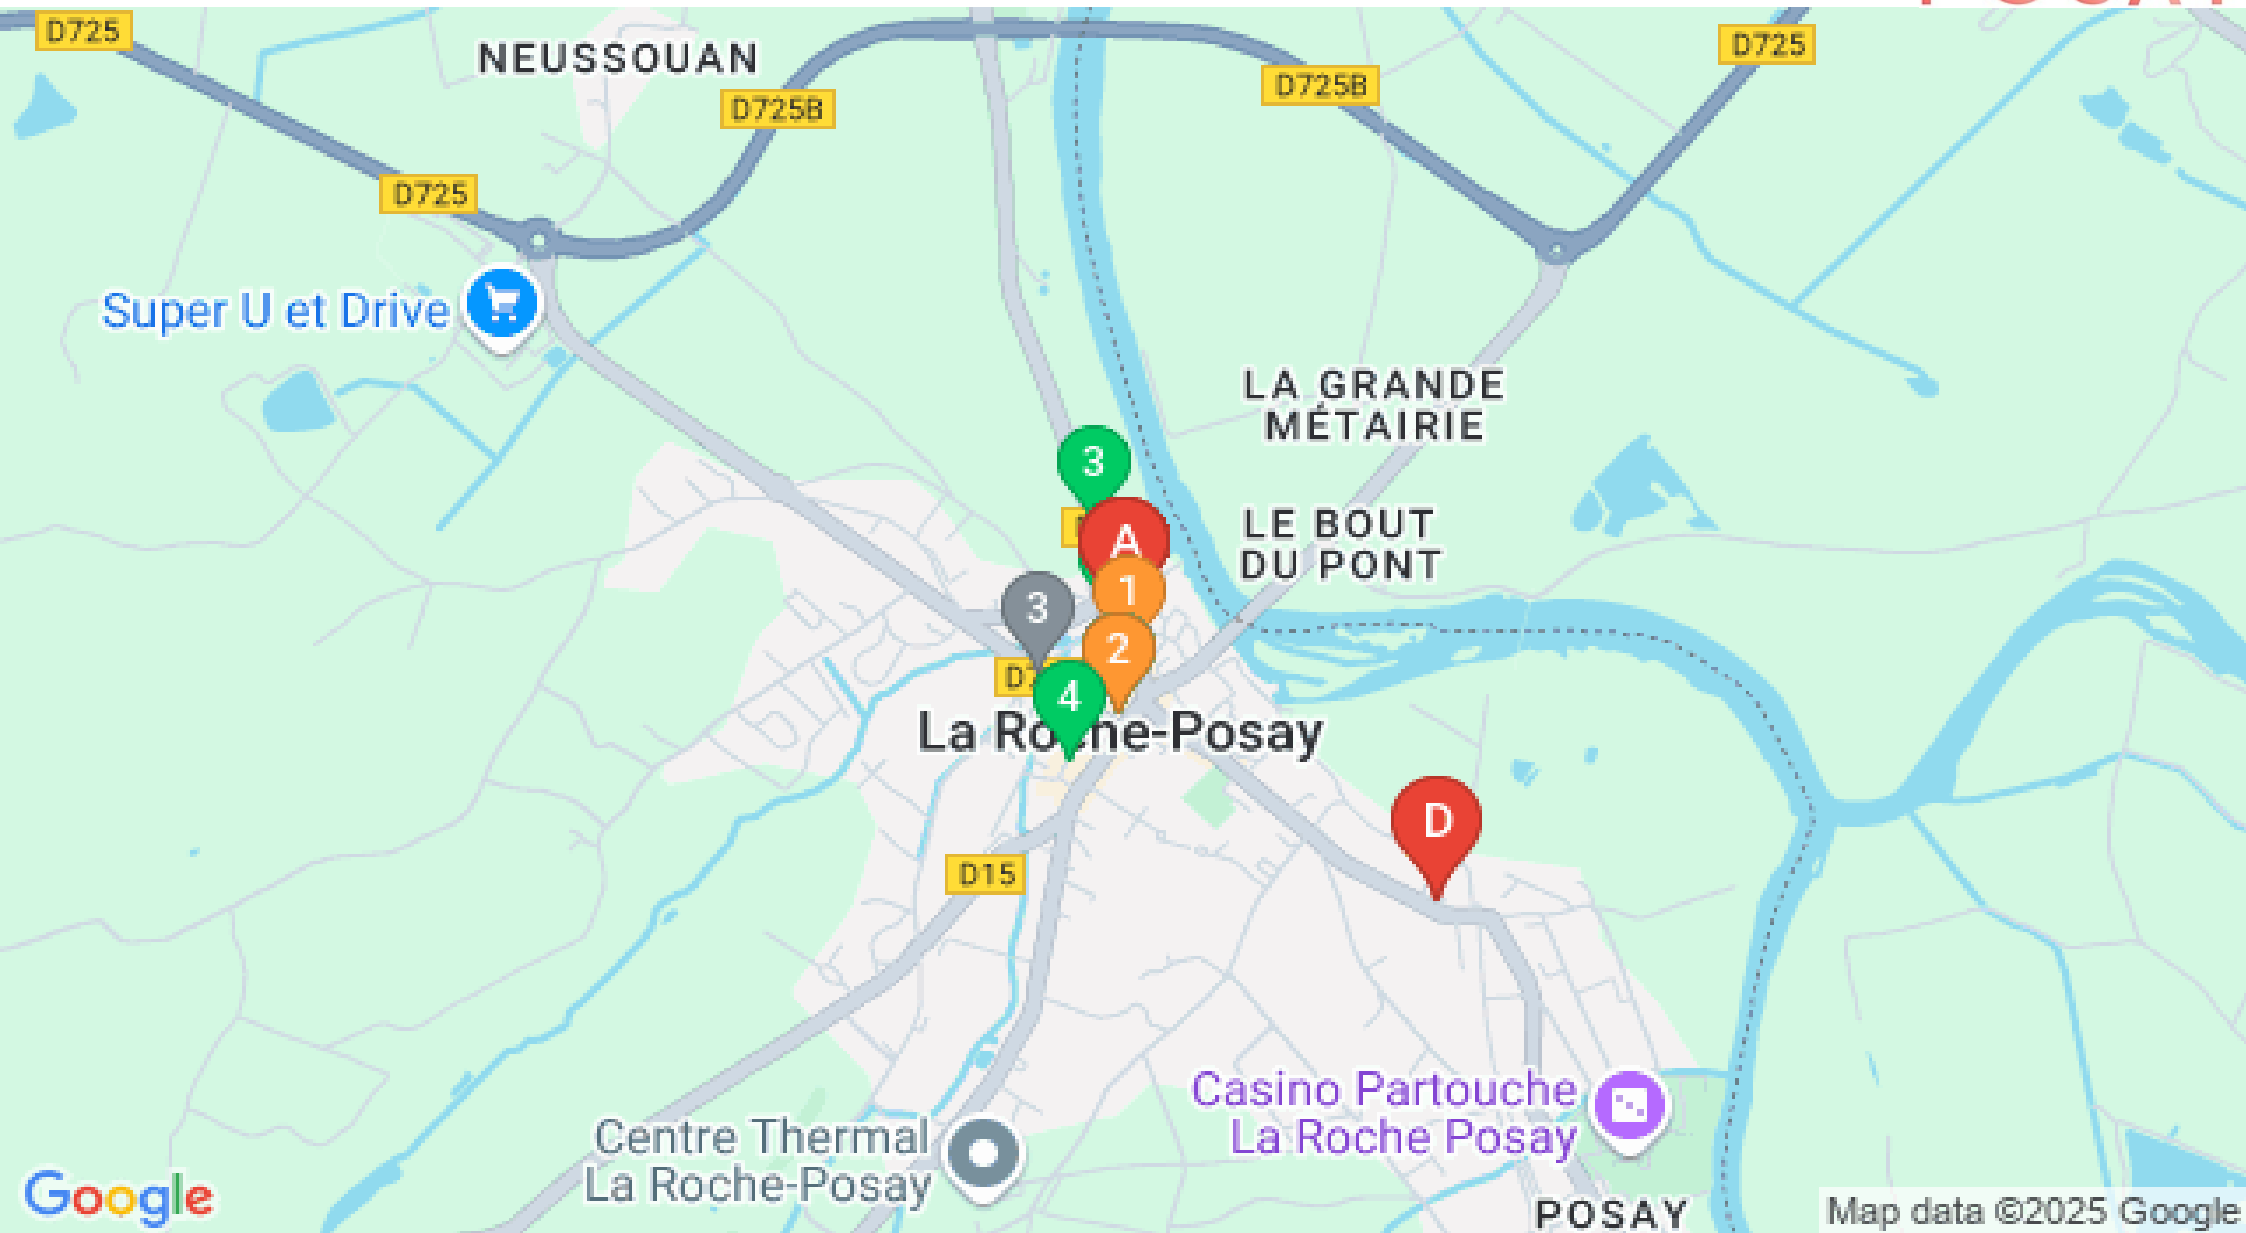 D725
NEUSSOUAN
D725B
D725B
D725
D725
Super U et Drive
LA GRANDE
MÉTAIRIE
3
A
LE BOUT
DU PONT
1
3
2
4
La Roche-Posay
D
D15
Casino Partouche
La Roche Posay
Centre Thermal
La Roche-Posay
POSAY
Google
Map data ©2025 Google